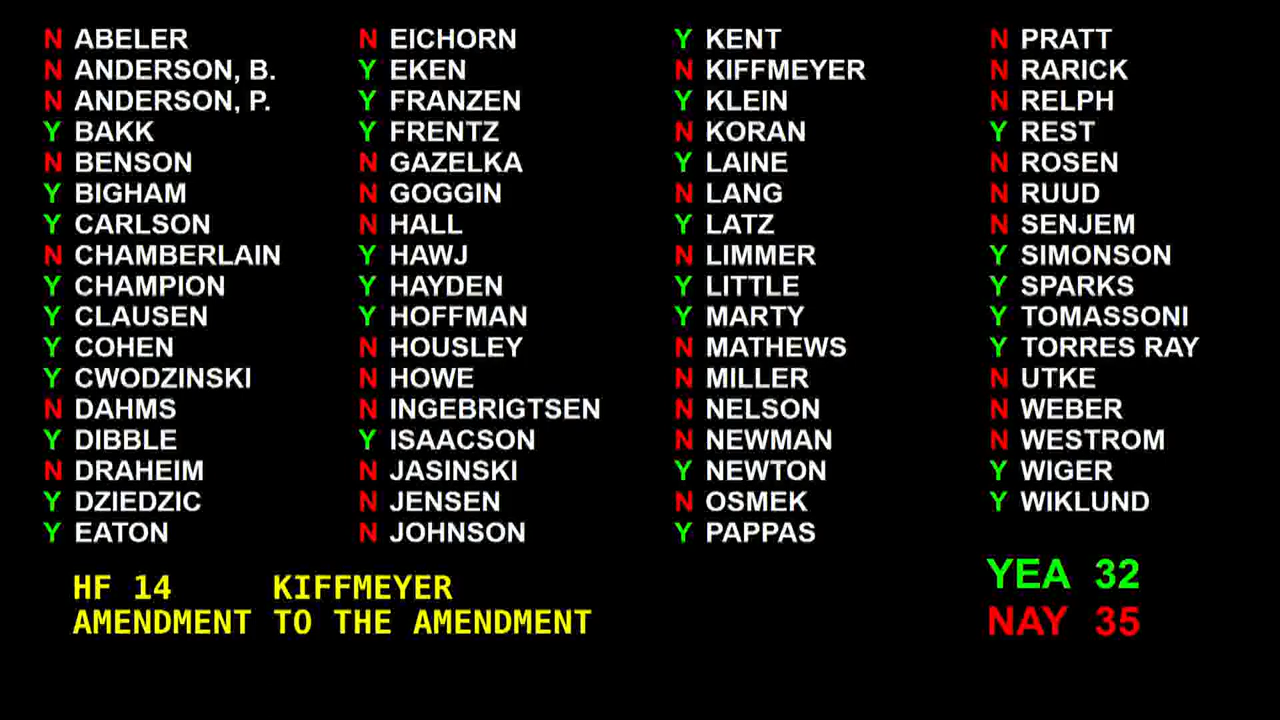 N ABELER
N ANDERSON, B.
N ANDERSON, P.
Y BAKK
N BENSON
Y BIGHAM
Y CARLSON
N CHAMBERLAIN
Y CHAMPION
Y CLAUSEN
Y COHEN
Y CWODZINSKI
N DAHMS
Y DIBBLE
N DRAHEIM
Y DZIEDZIC
Y EATON
N EICHORN
Y EKEN
Y FRANZEN
Y FRENTZ
N GAZELKA
N GOGGIN
N HALL
Y HAWJ
Y HAYDEN
Y HOFFMAN
N HOUSLEY
N HOWE
N INGEBRIGTSEN
Y ISAACSON
N JASINSKI
N JENSEN
N JOHNSON
Y KENT
N KIFFMEYER
Y KLEIN
N KORAN
Y LAINE
N LANG
Y LATZ
N LIMMER
Y LITTLE
Y MARTY
N MATHEWS
N MILLER
N NELSON
N NEWMAN
Y NEWTON
N OSMEK
Y PAPPAS
N PRATT
N RARICK
N RELPH
Y REST
N ROSEN
N RUUD
N SENJEM
Y SIMONSON
Y SPARKS
Y TOMASSONI
Y TORRES RAY
N UTKE
N WEBER
N WESTROM
Y WIGER
Y WIKLUND
HF 14 KIFFMEYER
AMENDMENT TO THE AMENDMENT
YEA 32
NAY 35